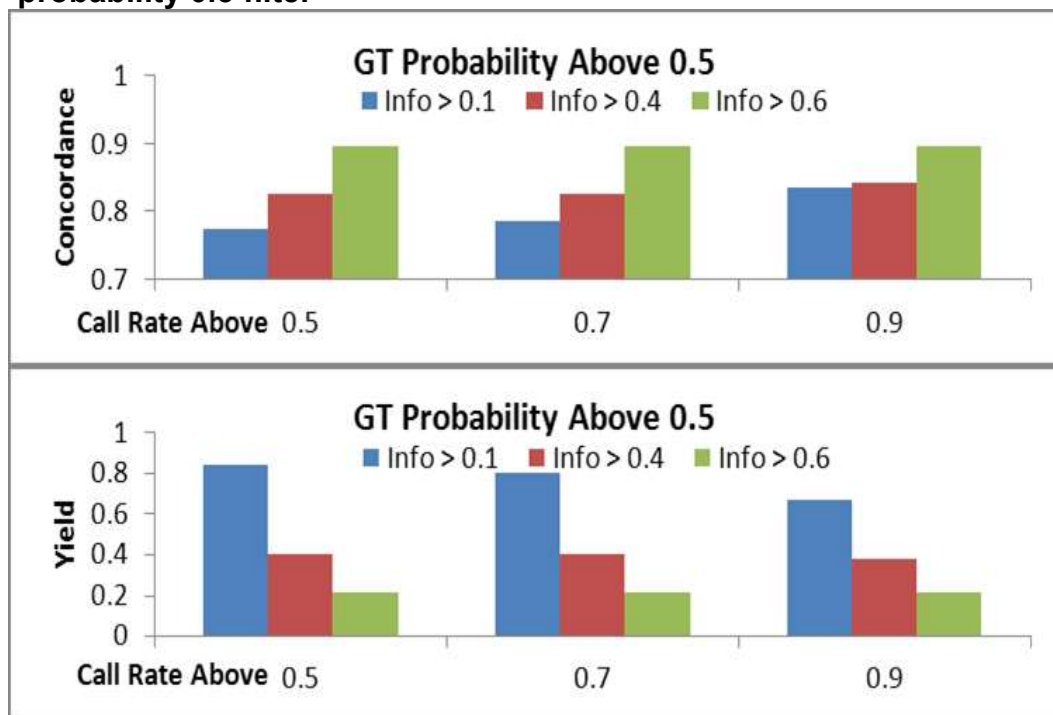 GT Probability Above 0.5
Info > 0.1 Info > 0.4 Info > 0.6
Concordance
1
0.9
0.8
0.7
Call Rate Above 0.5 0.7 0.9
GT Probability Above 0.5
Info > 0.1 Info > 0.4 Info > 0.6
Yield
1
0.8
0.6
0.4
0.2
0
Call Rate Above 0.5 0.7 0.9